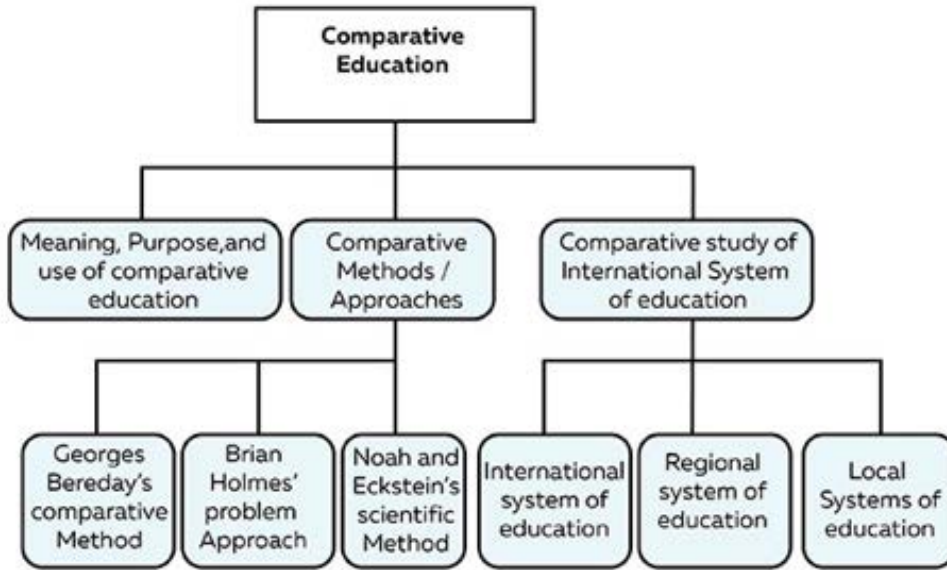 Comparative
Education
Meaning, Purpose,and
use of comparative
education
Comparative
Methods /
Approaches
Comparative study of
International System
of education
Georges
Bereday's
comparative
Method
Brian
Holmes'
problem
Approach
Noah and
Eckstein's
scientific
Method
International
system of
education
Regional
system of
education
Local
Systems of
education